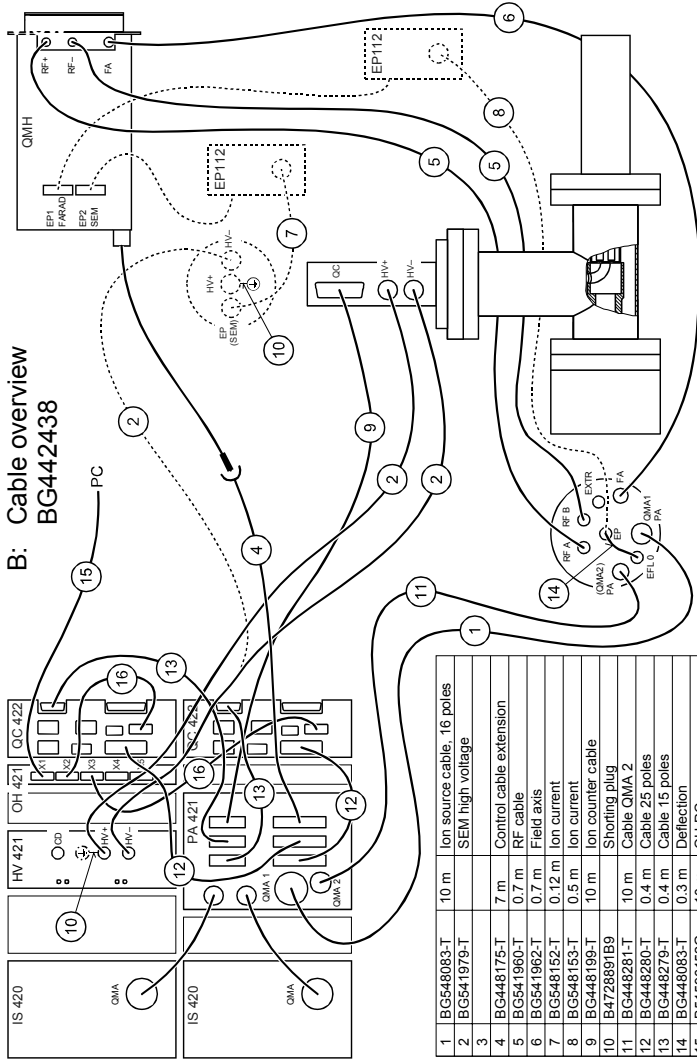 B: Cable overview
BG442438
QMH
RF+
RF−
FA
EP1
FARAD
EP2
SEM
EP112
EP112
6
8
5
5
7
HV−
HV+
EP
(SEM)
10
QC
HV+
HV−
2
9
2
2
4
PC
15
16
13
QC 422
X1
X2
X3
X4
X5
OH 421
HV 421
CD
HV+
HV−
10
12
IS 420
QMA
QC 422
PA 421
16
13
12
QMA 1
QMA 2
IS 420
QMA
11
1
14
RF A
RF B
EXTR
FA
EP
QMA1
PA
EFL 0
(QMA2)
PA
1 BG548083-T 10 m Ion source cable, 16 poles
2 BG541979-T SEM high voltage
3
4 BG448175-T 7 m Control cable extension
5 BG541960-T 0.7 m RF cable
6 BG541962-T 0.7 m Field axis
7 BG548152-T 0.12 m Ion current
8 BG548153-T 0.5 m Ion current
9 BG448199-T 10 m Ion counter cable
10 B4728891B9 Shorting plug
11 BG448281-T 10 m Cable QMA 2
12 BG448280-T 0.4 m Cable 25 poles
13 BG448279-T 0.4 m Cable 15 poles
14 BG448083-T 0.3 m Deflection